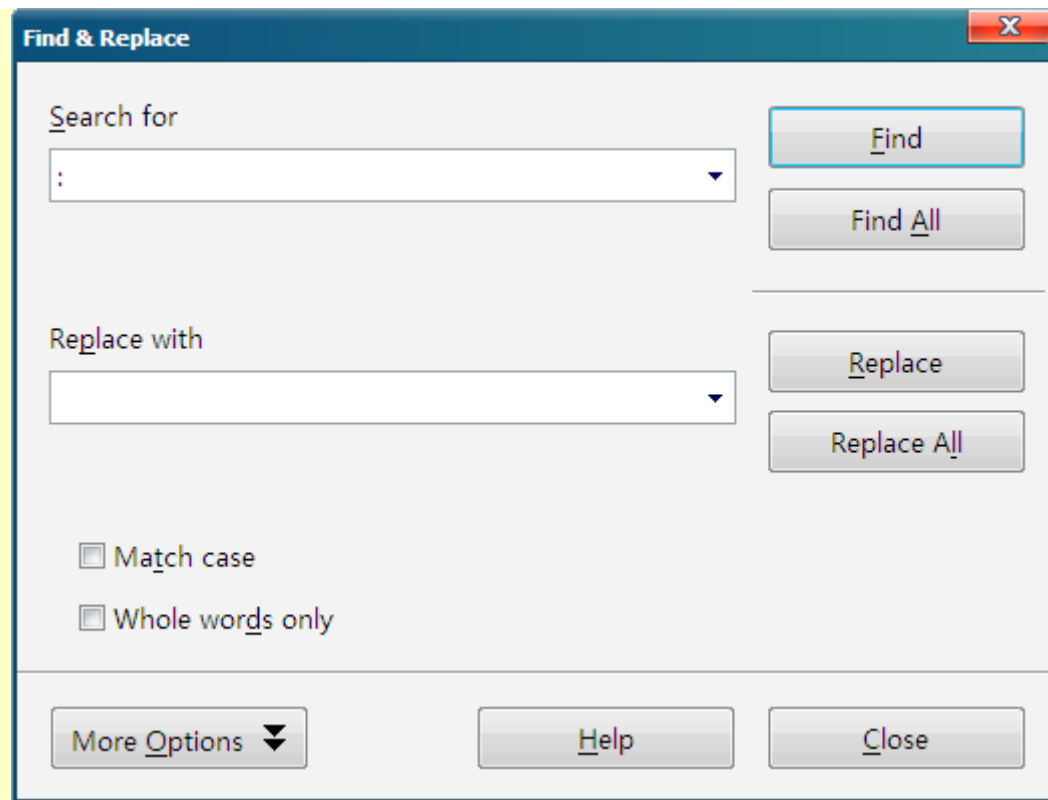 Find & Replace
Search for
Find
:
Find All
Replace with
Replace
Replace All
Match case
Whole words only
More Options
Help
Close